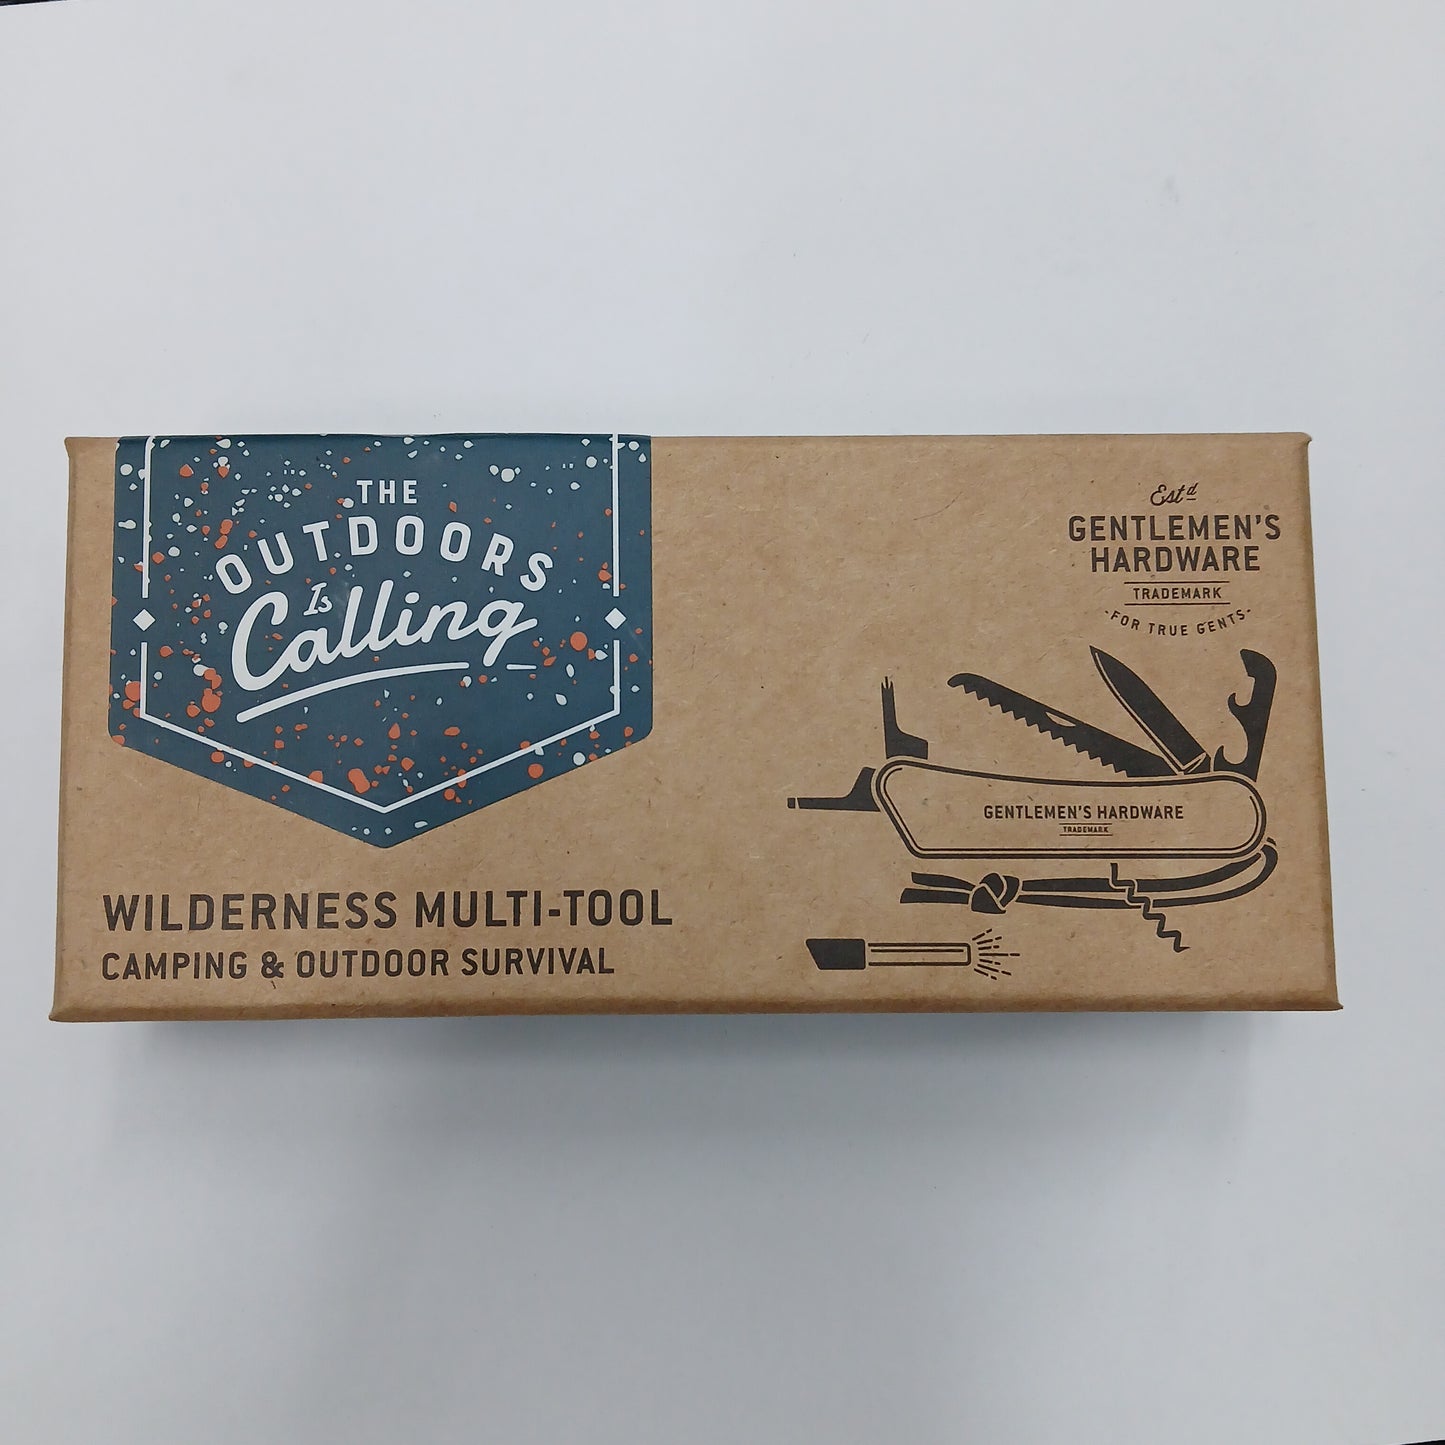 THE
OUTDOORS
Is
Calling
WILDERNESS MULTI-TOOL
CAMPING & OUTDOOR SURVIVAL
Estd
GENTLEMEN'S
HARDWARE
TRADEMARK
·FOR TRUE GENTS·
GENTLEMEN'S HARDWARE
TRADEMARK